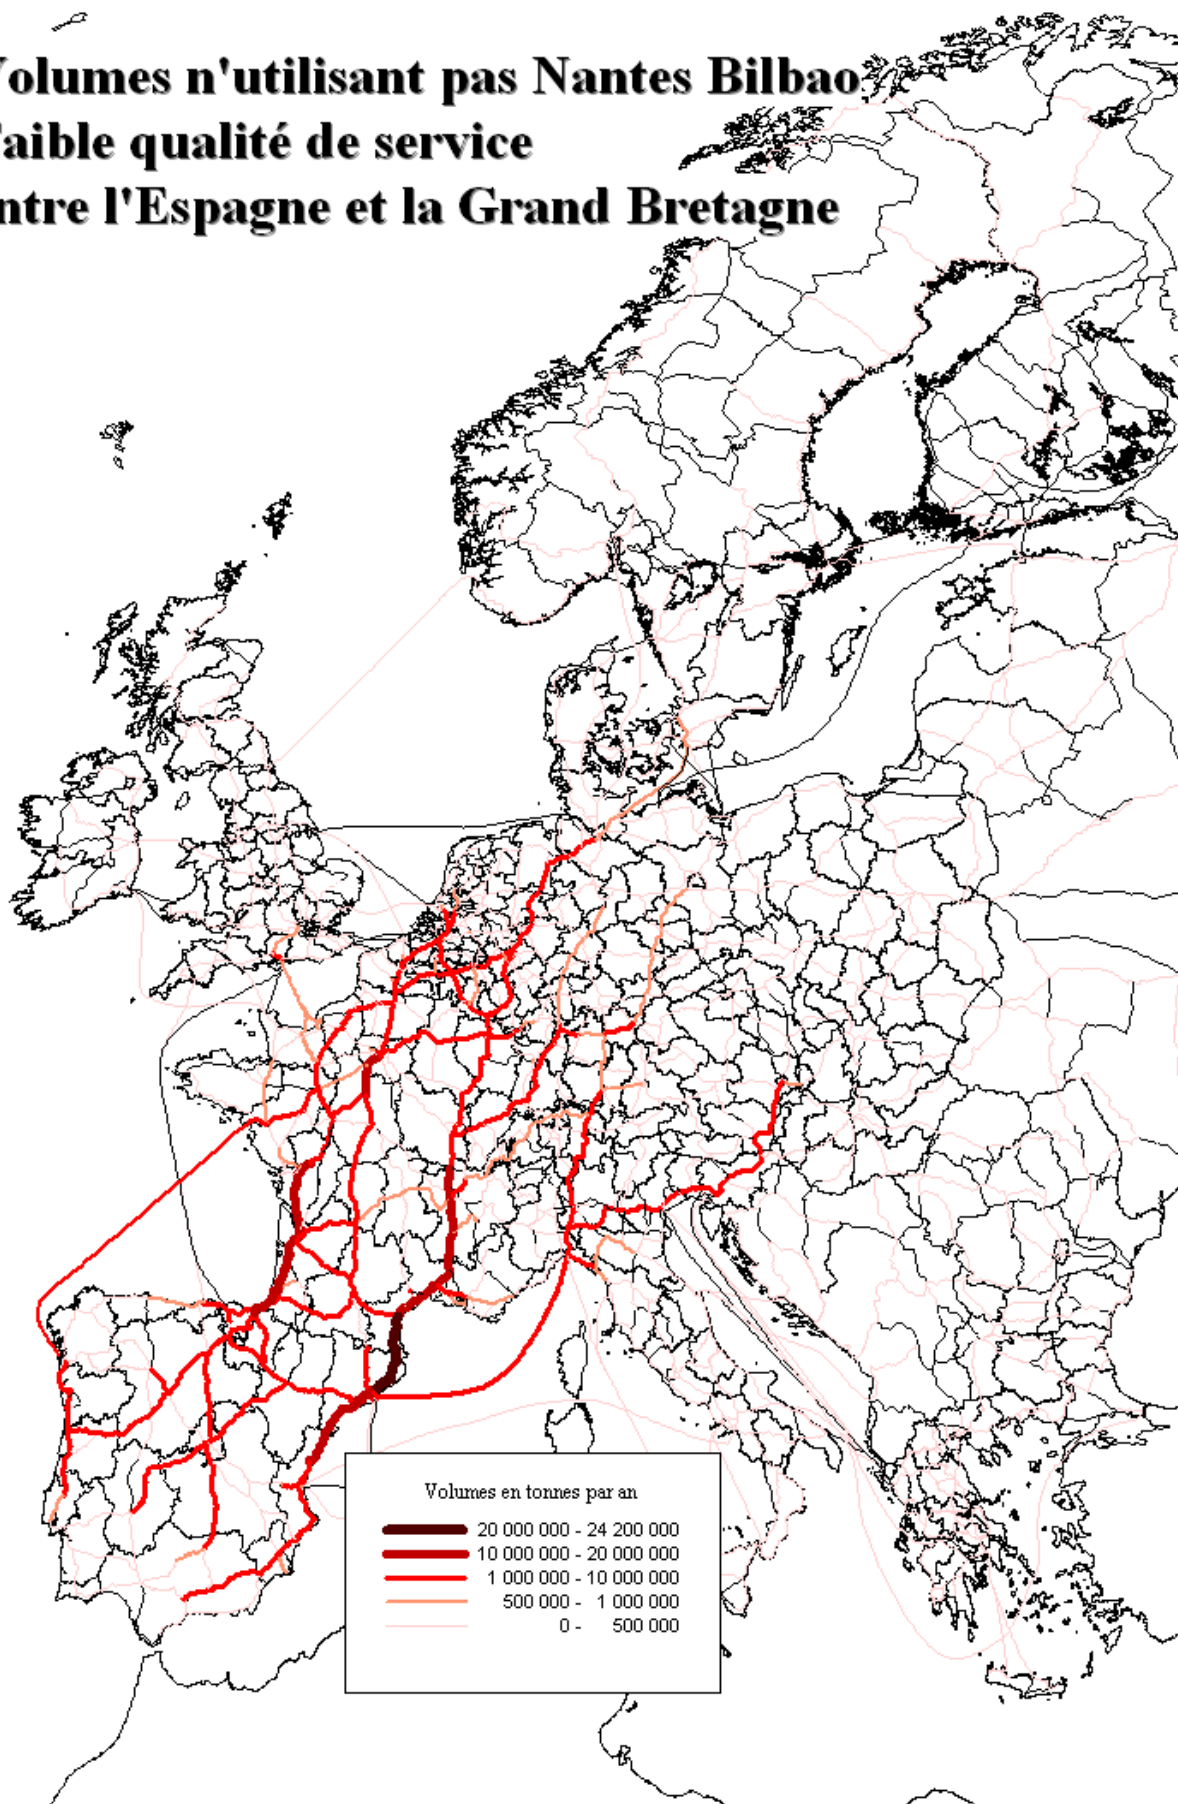 Volumes n'utilisant pas Nantes Bilbao
aible qualité de service
ntre l'Espagne et la Grand Bretagne
Volumes en tonnes par an
20 000 000 - 24 200 000
10 000 000 - 20 000 000
1 000 000 - 10 000 000
500 000 - 1 000 000
0 - 500 000